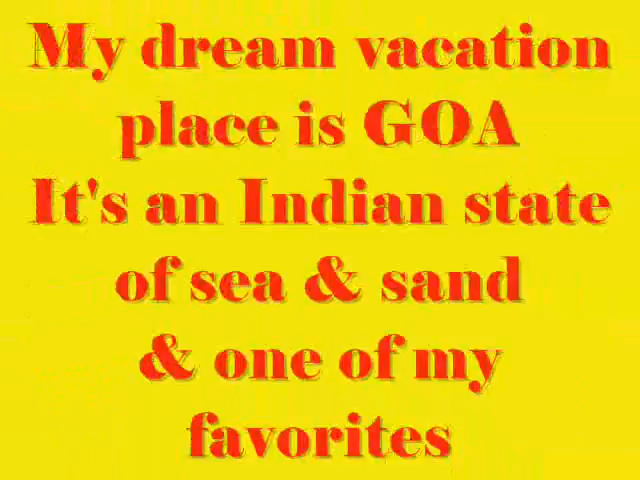 My dream vacation
place is GOA
It's an Indian state
of sea & sand
& one of my
favorites